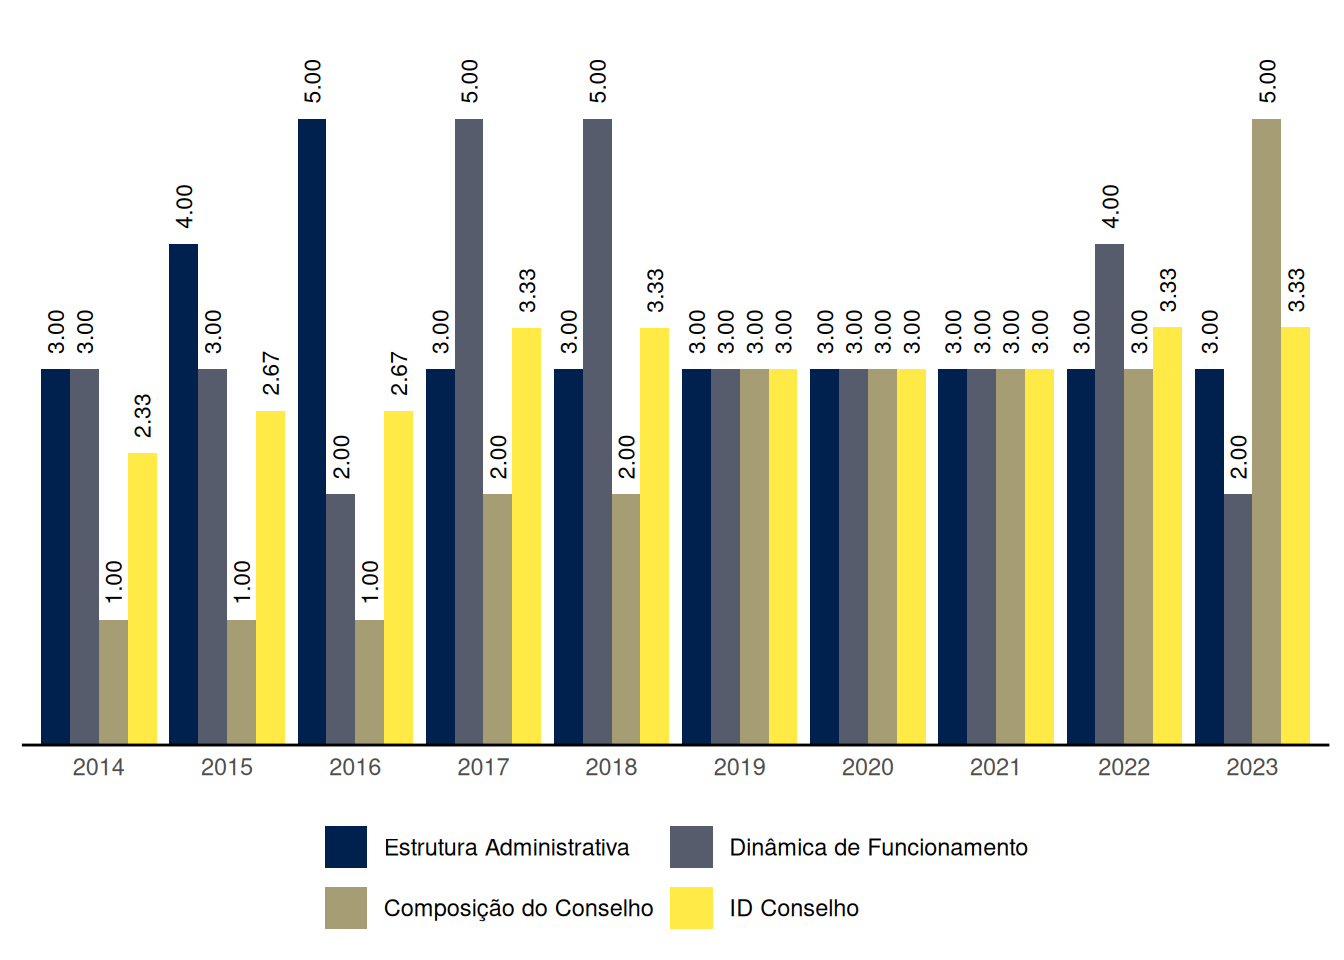 5.00 5.00 5.00 5.00
4.00 4.00
3.33 3.33 3.33 3.33
3.00 3.00 3.00 3.00 3.00 3.00 3.00 3.00 3.00 3.00 3.00 3.00 3.00 3.00 3.00 3.00 3.00 3.00 3.00 3.00 3.00 3.00
2.67 2.67
2.33
2.00 2.00 2.00 2.00
1.00 1.00 1.00
2014 2015 2016 2017 2018 2019 2020 2021 2022 2023
Estrutura Administrativa Dinâmica de Funcionamento
Composição do Conselho ID Conselho